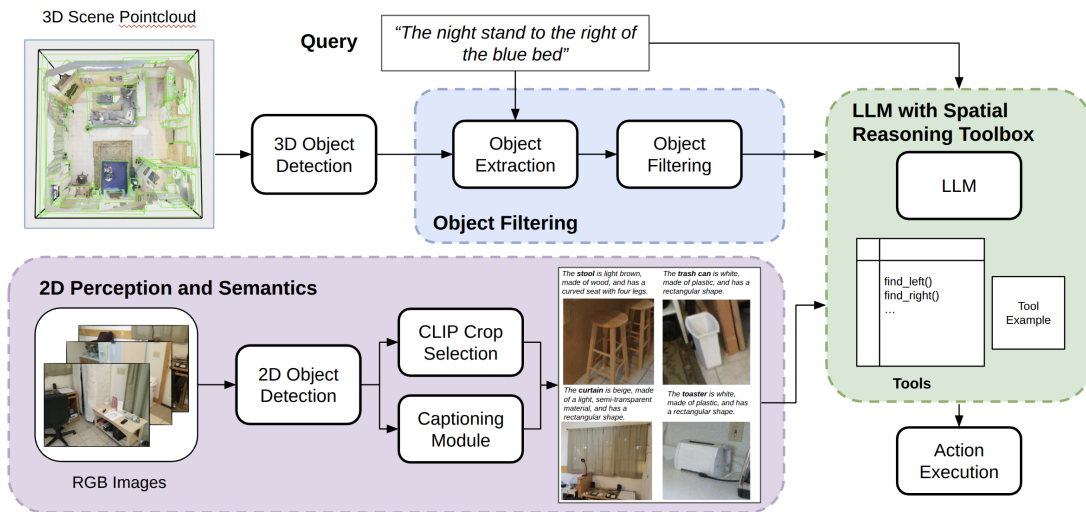 3D Scene Pointcloud
Query
“The night stand to the right of
the blue bed”
3D Object
Detection
Object
Extraction
Object
Filtering
Object Filtering
LLM with Spatial
Reasoning Toolbox
LLM
find_left()
find_right()
…
Tool
Example
Tools
Action
Execution
2D Perception and Semantics
RGB Images
2D Object
Detection
CLIP Crop
Selection
Captioning
Module
The stool is light brown,
made of wood, and has a
curved seat with four legs.
The trash can is white,
made of plastic, and has a
rectangular shape.
The curtain is beige, made
of a light, semi-transparent
material, and has a
rectangular shape.
The toaster is white,
made of plastic, and has
a rectangular shape.